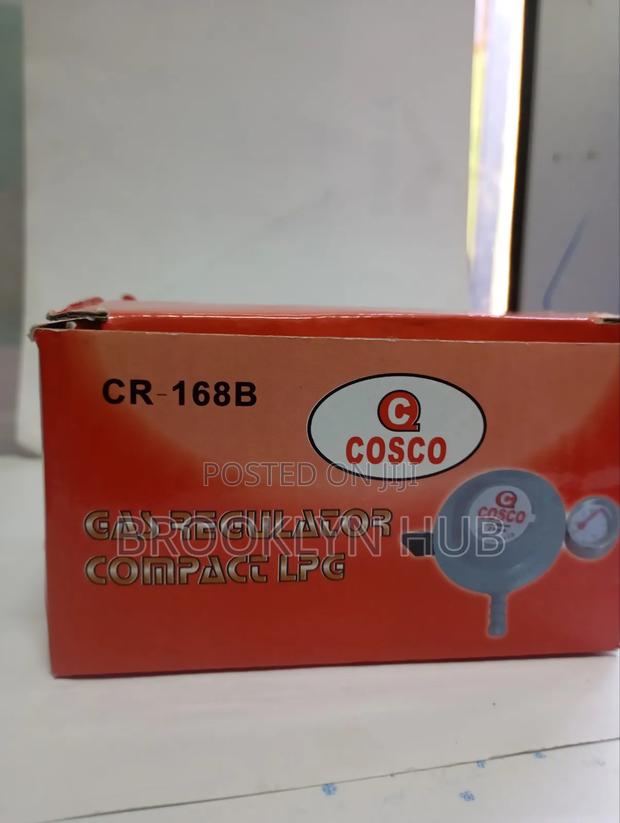 CR-168B
C
COSCO
POSTED ON JIJI
GAS REGULATOR
BROOKLYN HUB
COMPACT LPG
C
COSCO